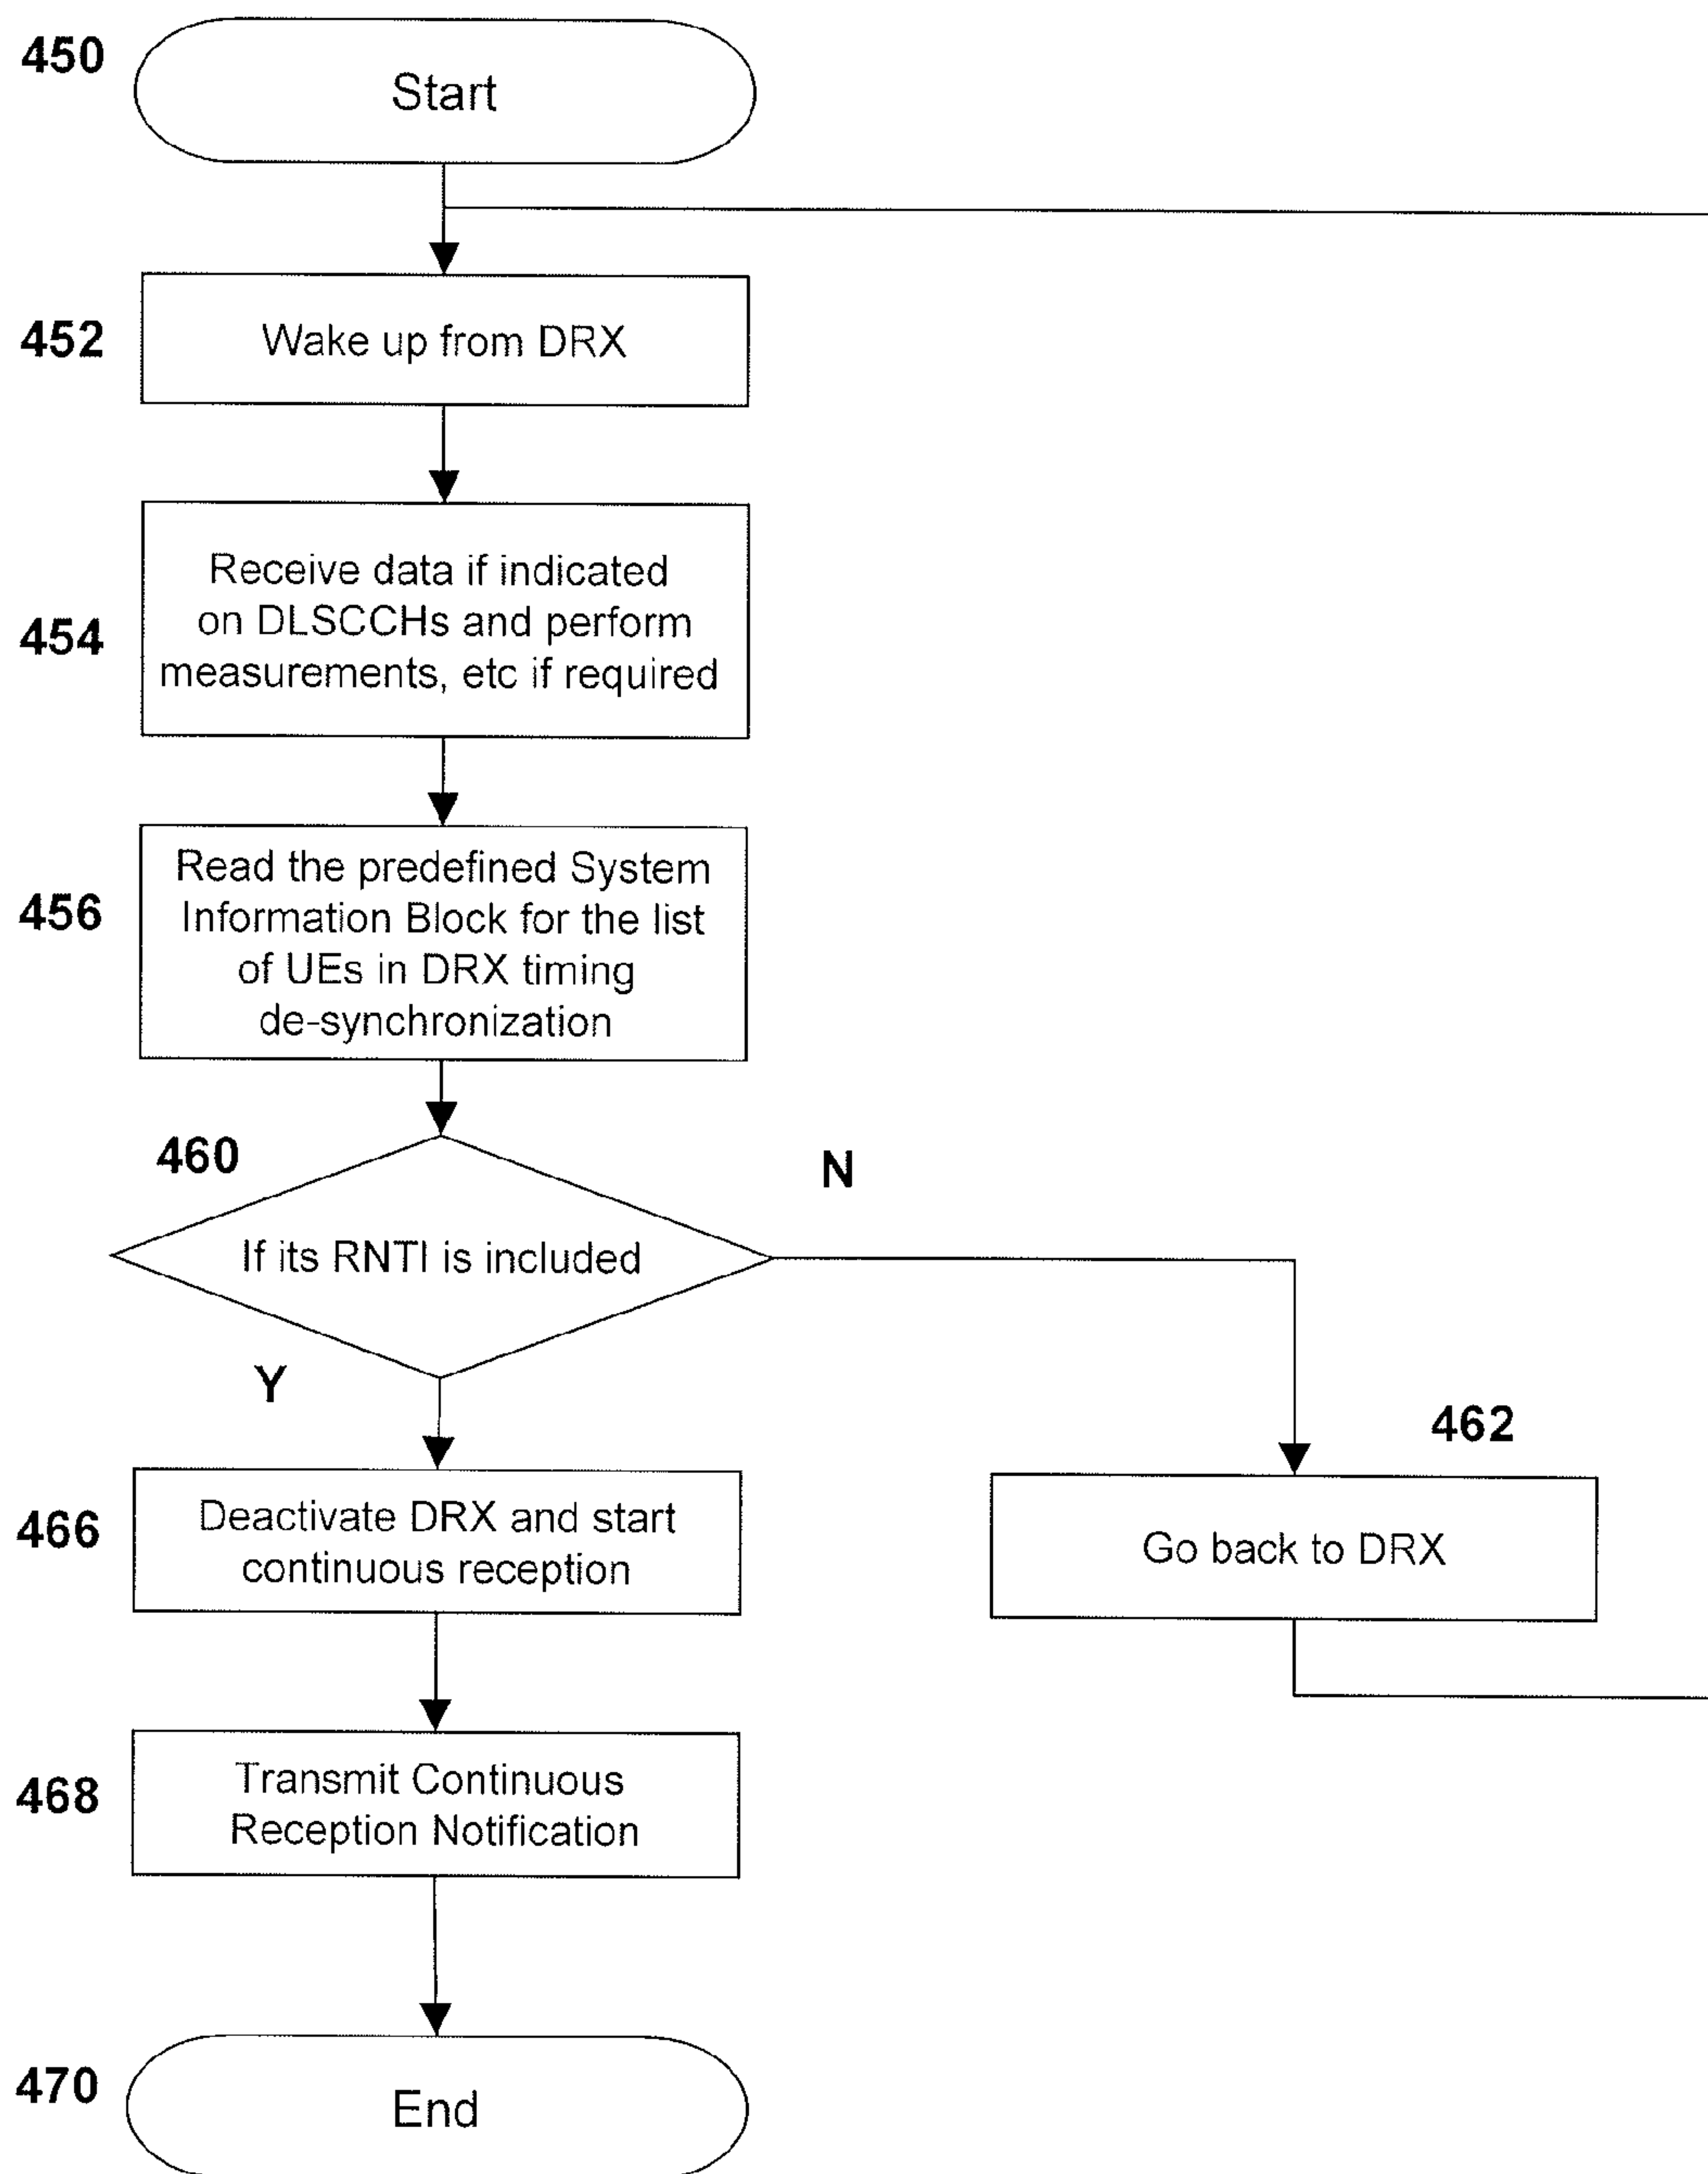 450
Start
452
Wake up from DRX
454
Receive data if indicated
on DLSCCHs and perform
measurements, etc if required
456
Read the predefined System
Information Block for the list
of UEs in DRX timing
de-synchronization
460
If its RNTI is included
N
Y
462
Go back to DRX
466
Deactivate DRX and start
continuous reception
468
Transmit Continuous
Reception Notification
470
End